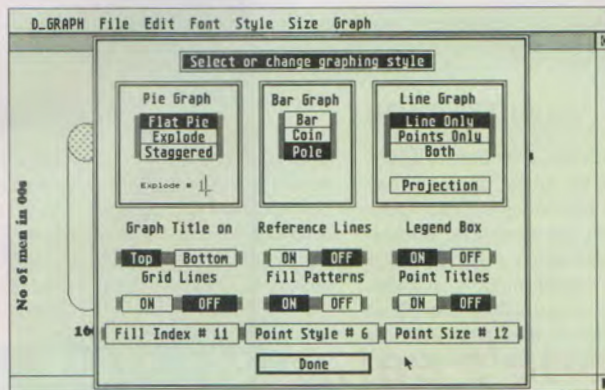 D_GRAPH File Edit Font Style Size Graph
Select or change graphing style
Pie Graph
Flat Pie
Explode
Staggered
Explode # 1
Bar Graph
Bar
Coin
Pole
Line Graph
Line Only
Points Only
Both
Projection
Graph Title on
Top Bottom
Reference Lines
ON OFF
Legend Box
ON OFF
Grid Lines
ON OFF
Fill Patterns
ON OFF
Point Titles
ON OFF
Fill Index # 11
Point Style # 6
Point Size # 12
Done
No of men in 00s